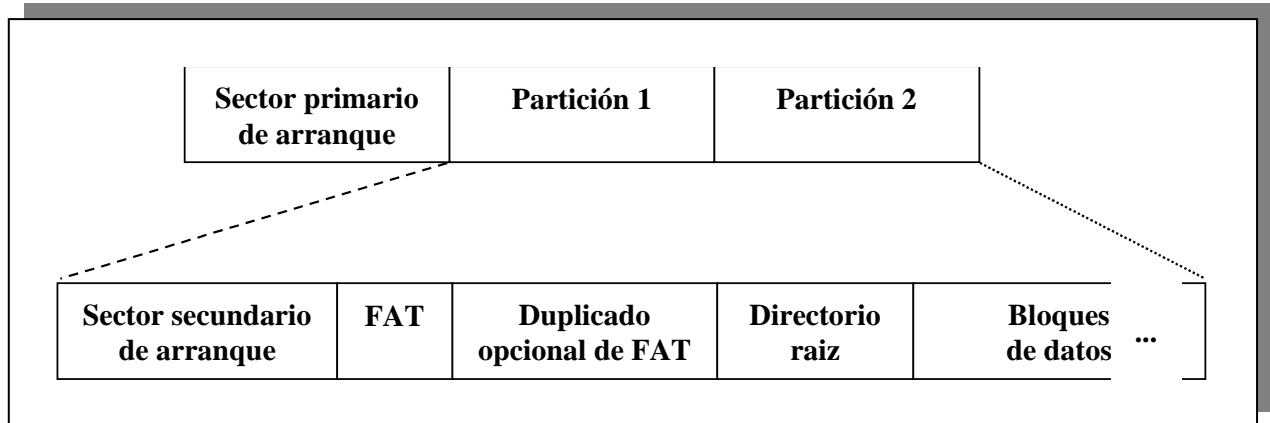 Sector primario
de arranque
Partición 1
Partición 2
Sector secundario
de arranque
FAT
Duplicado
opcional de FAT
Directorio
raiz
Bloques
de datos
...